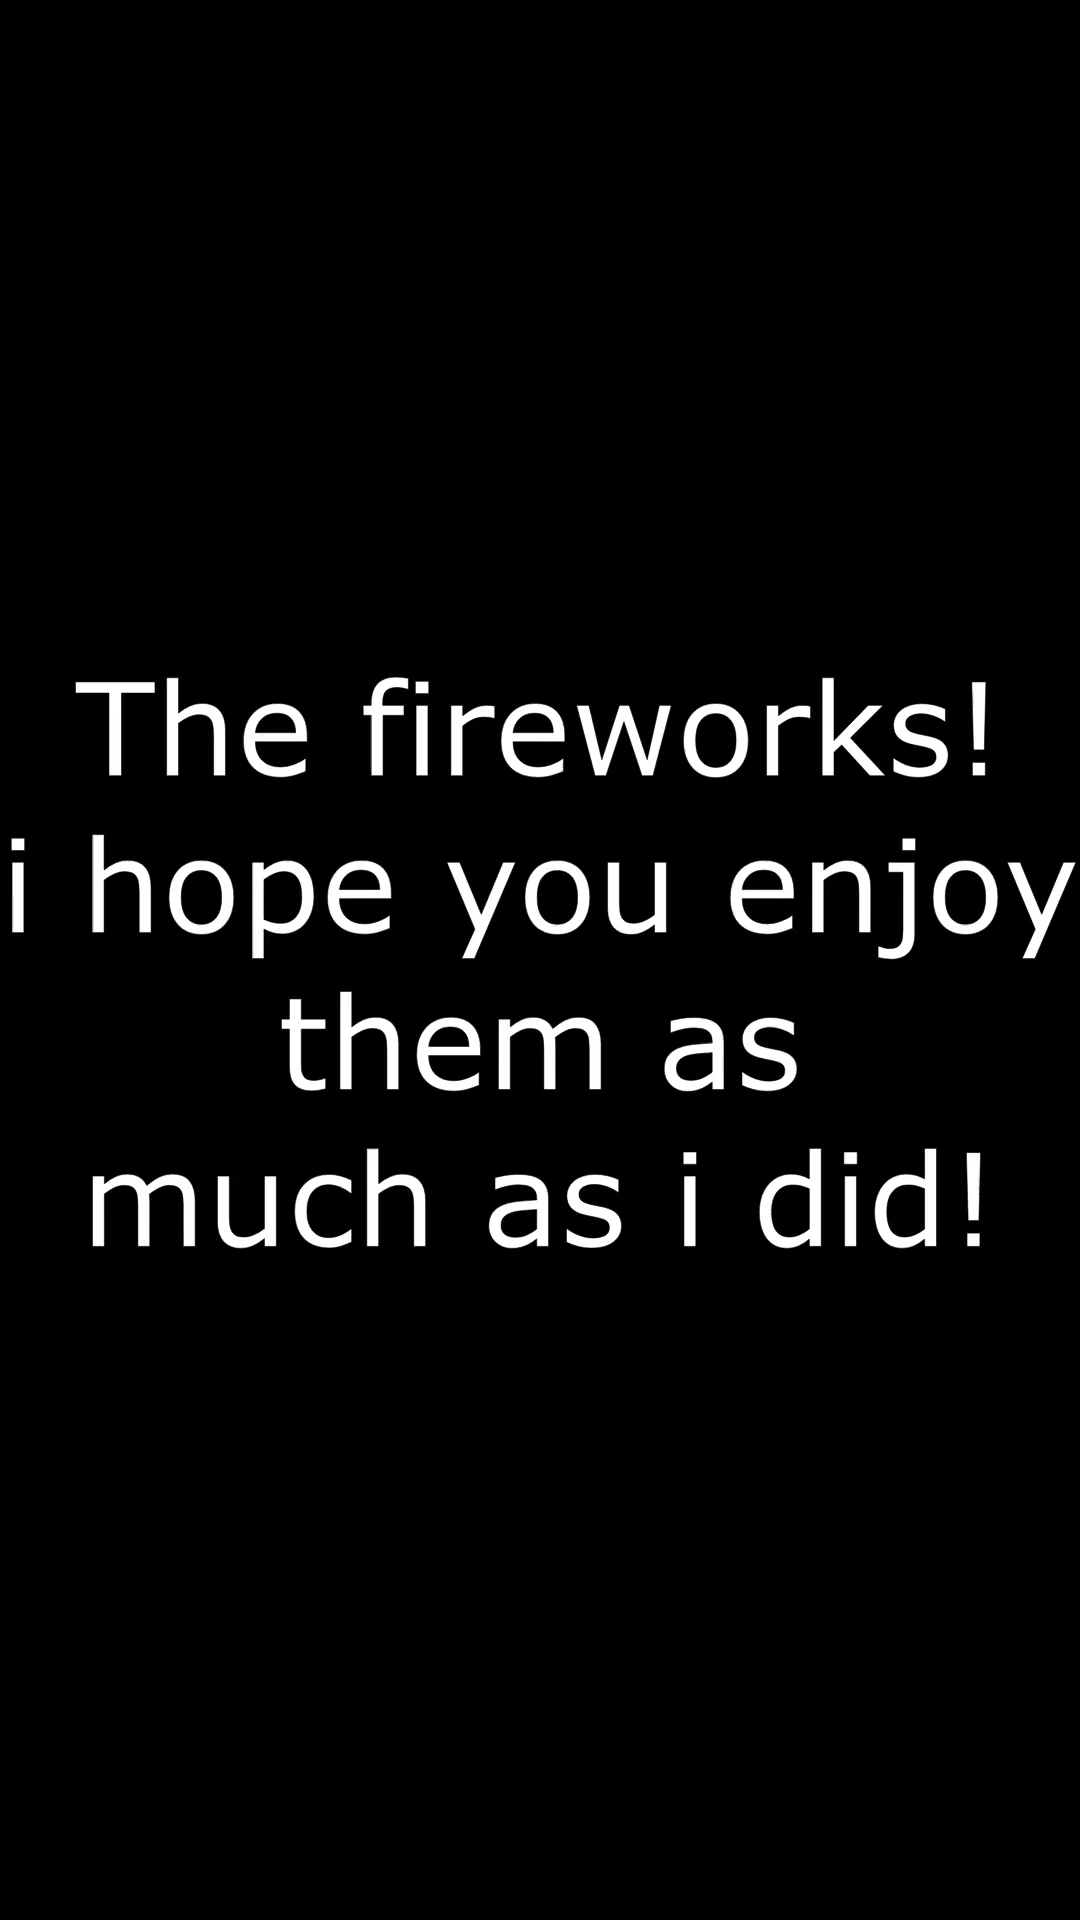 The fireworks!
i hope you enjoy
them as
much as i did!